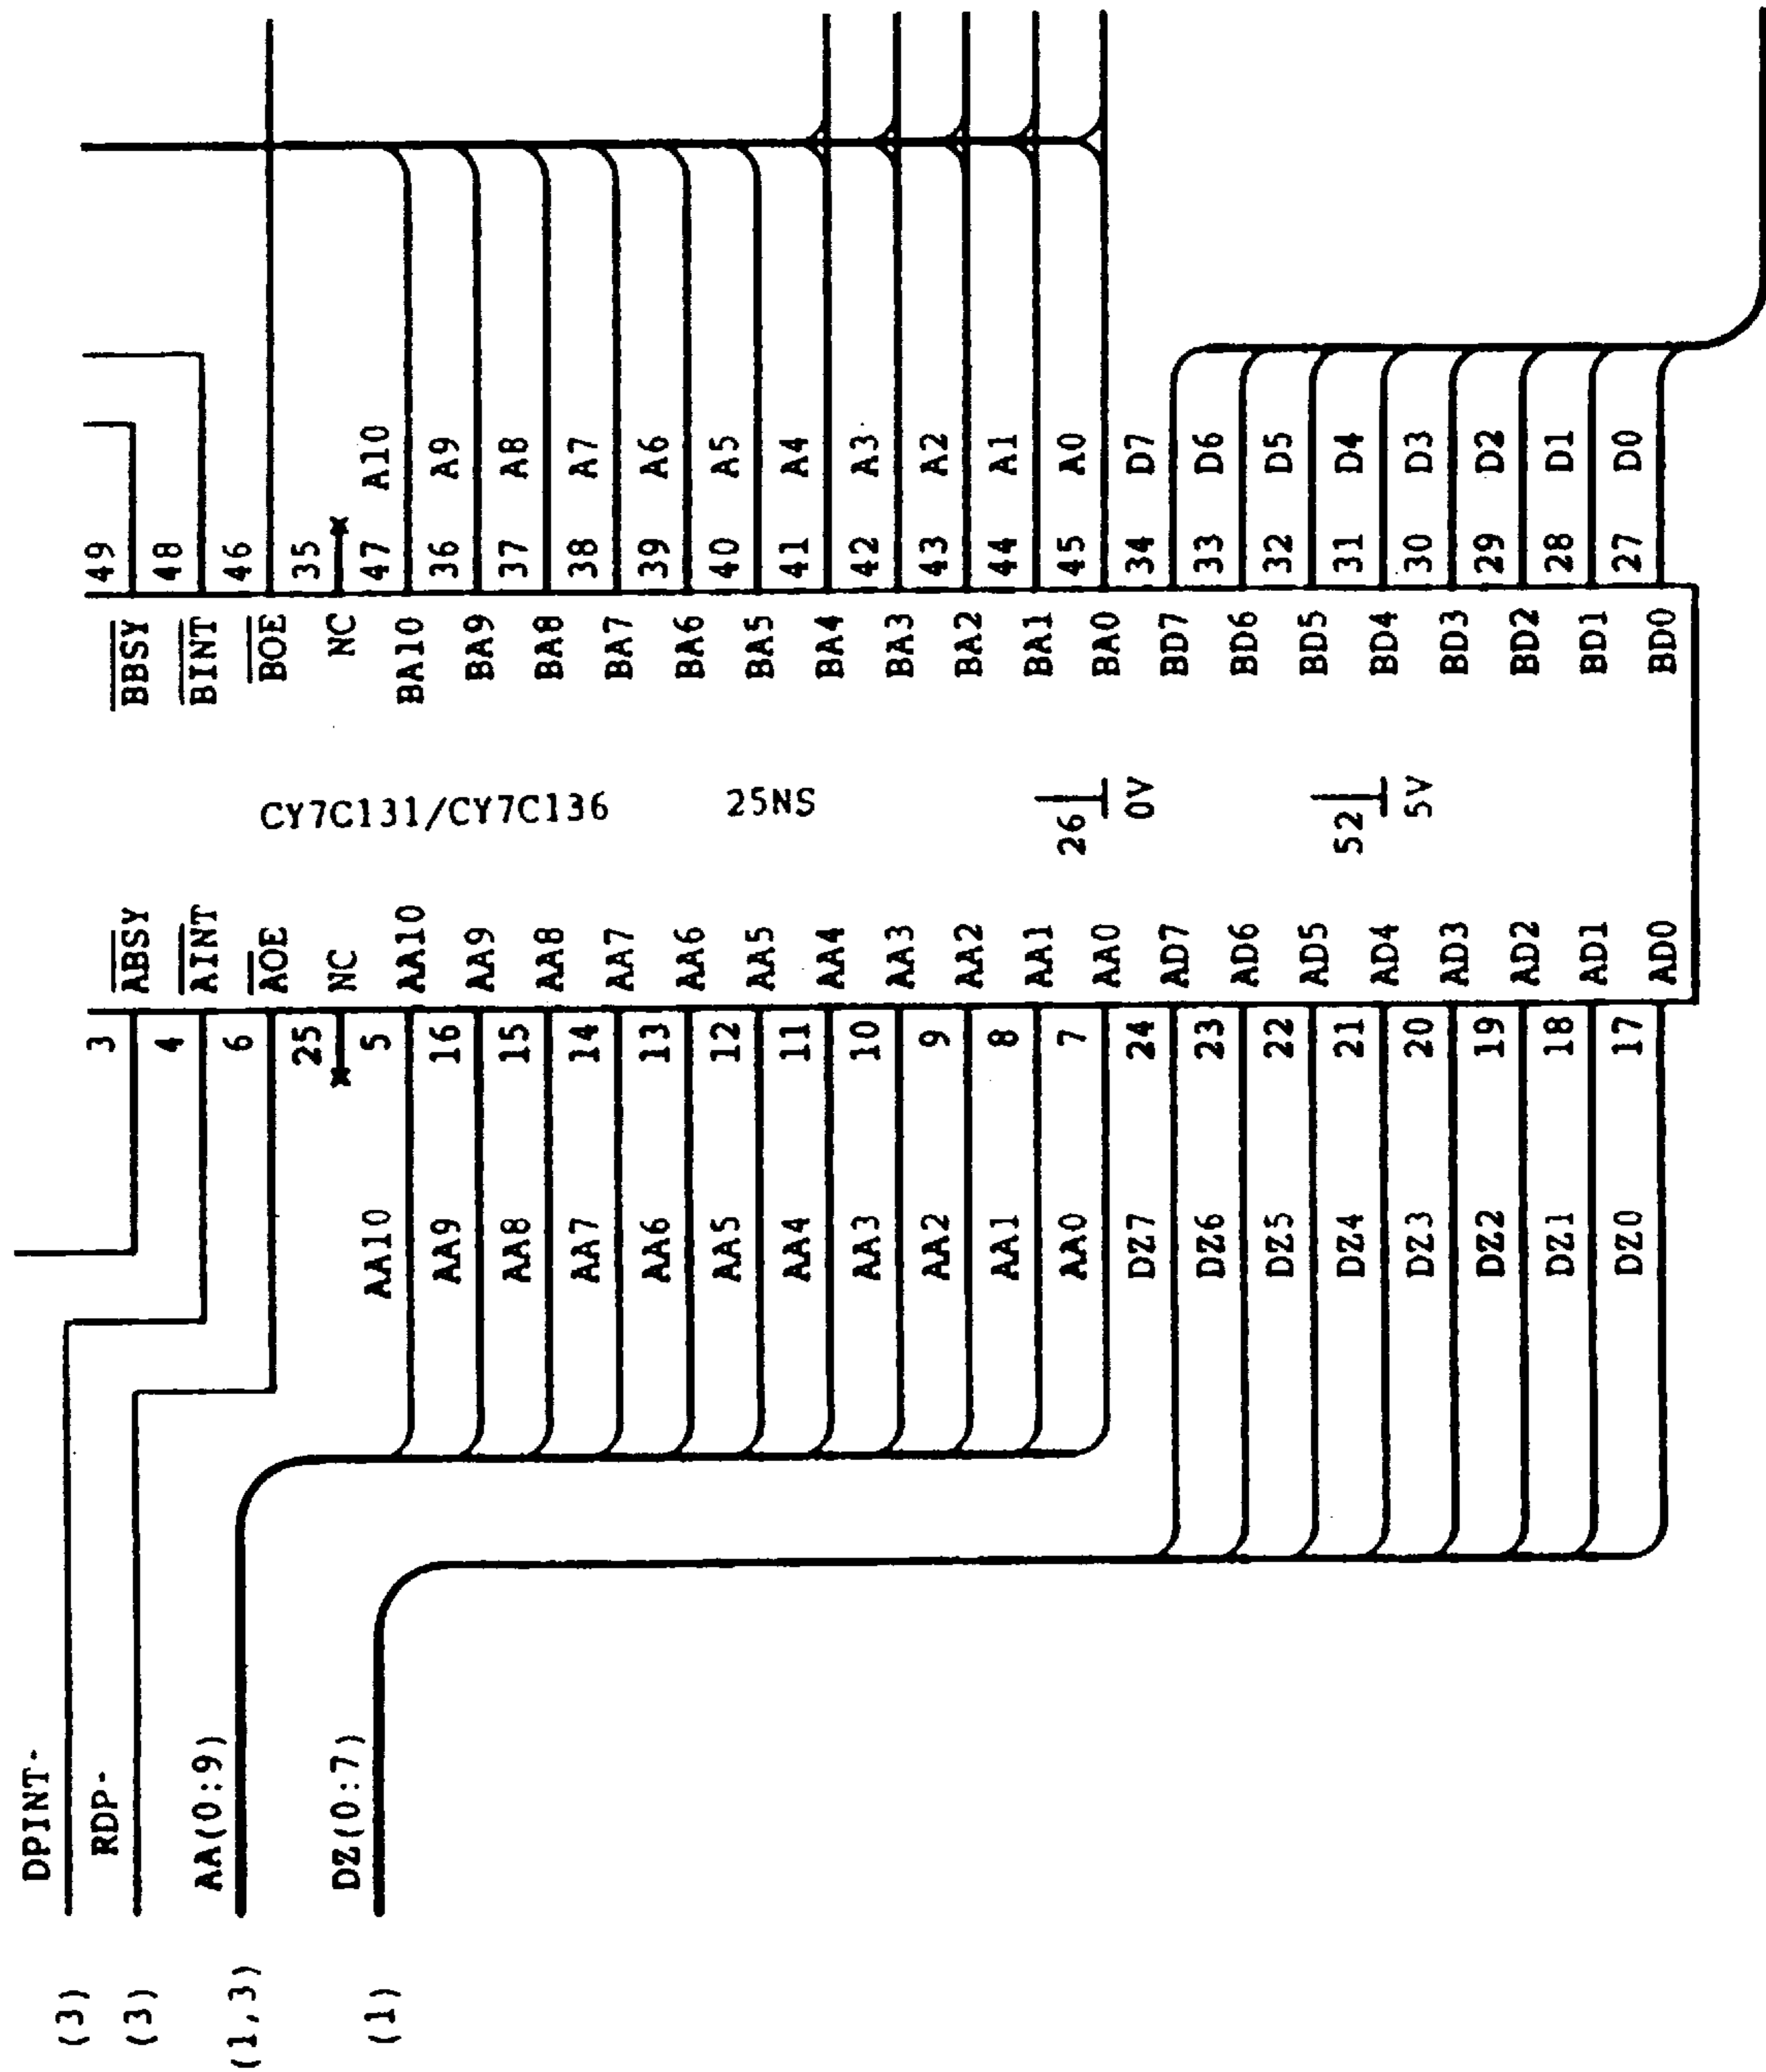 DPINT-
(3)
RDP-
3 49
(3) ABSY BBSY
4 48
AINT BINT
AA(0:9)
(1,3)
6 46
AOE BOE
25 35
NC NC
DZ(0:7)
(1)
AA10 5 47 A10
AA10 BA10
AA9 16 36 A9
AA9 BA9
AA8 15 37 A8
AA8 BA8
AA7 14 38 A7
AA7 BA7
AA6 13 39 A6
AA6 BA6
AA5 12 40 A5
AA5 BA5
AA4 11 41 A4
AA4 BA4
AA3 10 42 A3
AA3 BA3
AA2 9 43 A2
AA2 BA2
AA1 8 44 A1
AA1 BA1
AA0 7 45 A0
AA0 BA0
DZ7 24 34 D7
AD7 BD7
DZ6 23 33 D6
AD6 BD6
DZ5 22 32 D5
AD5 BD5
DZ4 21 31 D4
AD4 BD4
DZ3 20 30 D3
AD3 BD3
DZ2 19 29 D2
AD2 BD2
DZ1 18 28 D1
AD1 BD1
DZ0 17 27 D0
AD0 BD0
CY7C131/CY7C136
25NS
26
0V
52
5V